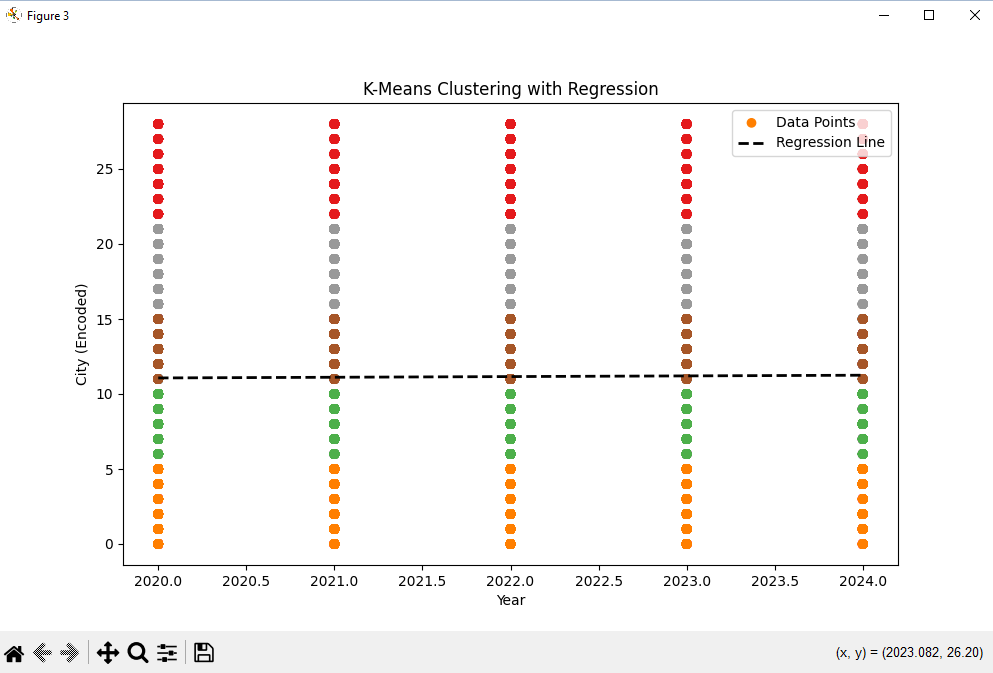 Figure 3
K-Means Clustering with Regression
Data Points
Regression Line
25
20
15
10
5
0
City (Encoded)
2020.0 2020.5 2021.0 2021.5 2022.0 2022.5 2023.0 2023.5 2024.0
Year
(x, y) = (2023.082, 26.20)